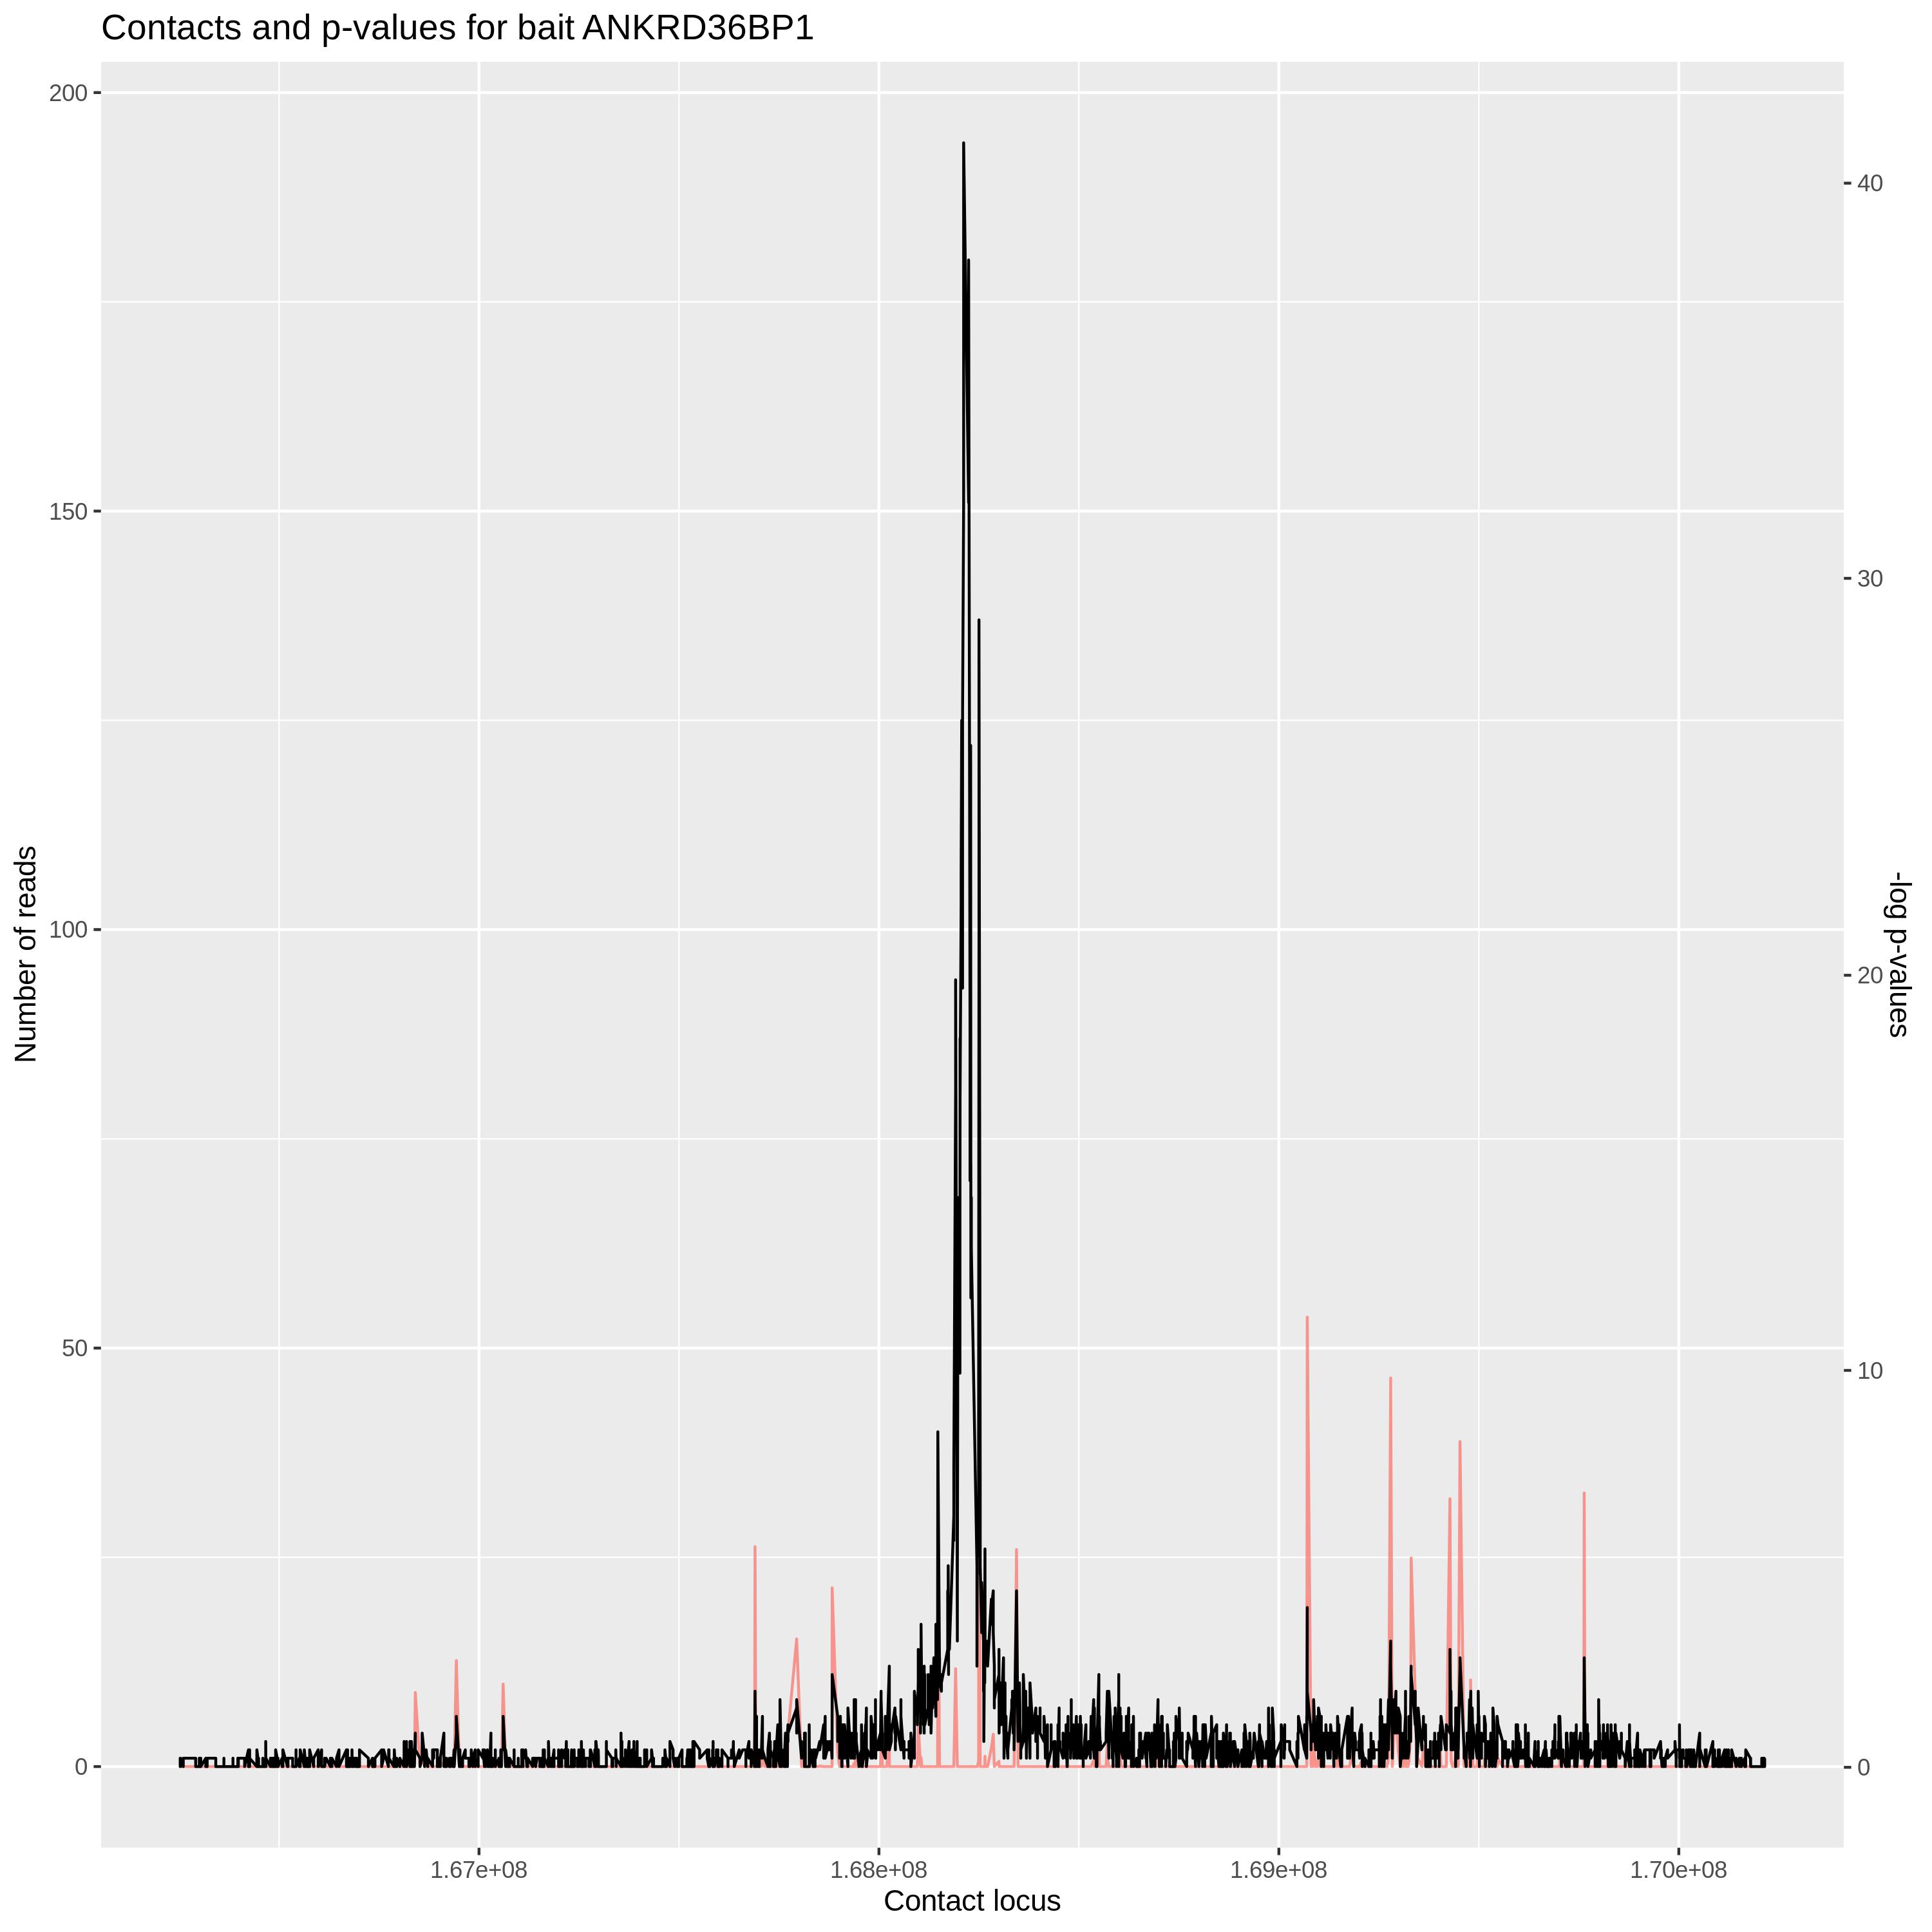 Contacts and p-values for bait ANKRD36BP1
200
150
100
50
0
Number of reads
40
30
20
10
0
-log p-values
1.67e+08
1.68e+08
1.69e+08
1.70e+08
Contact locus